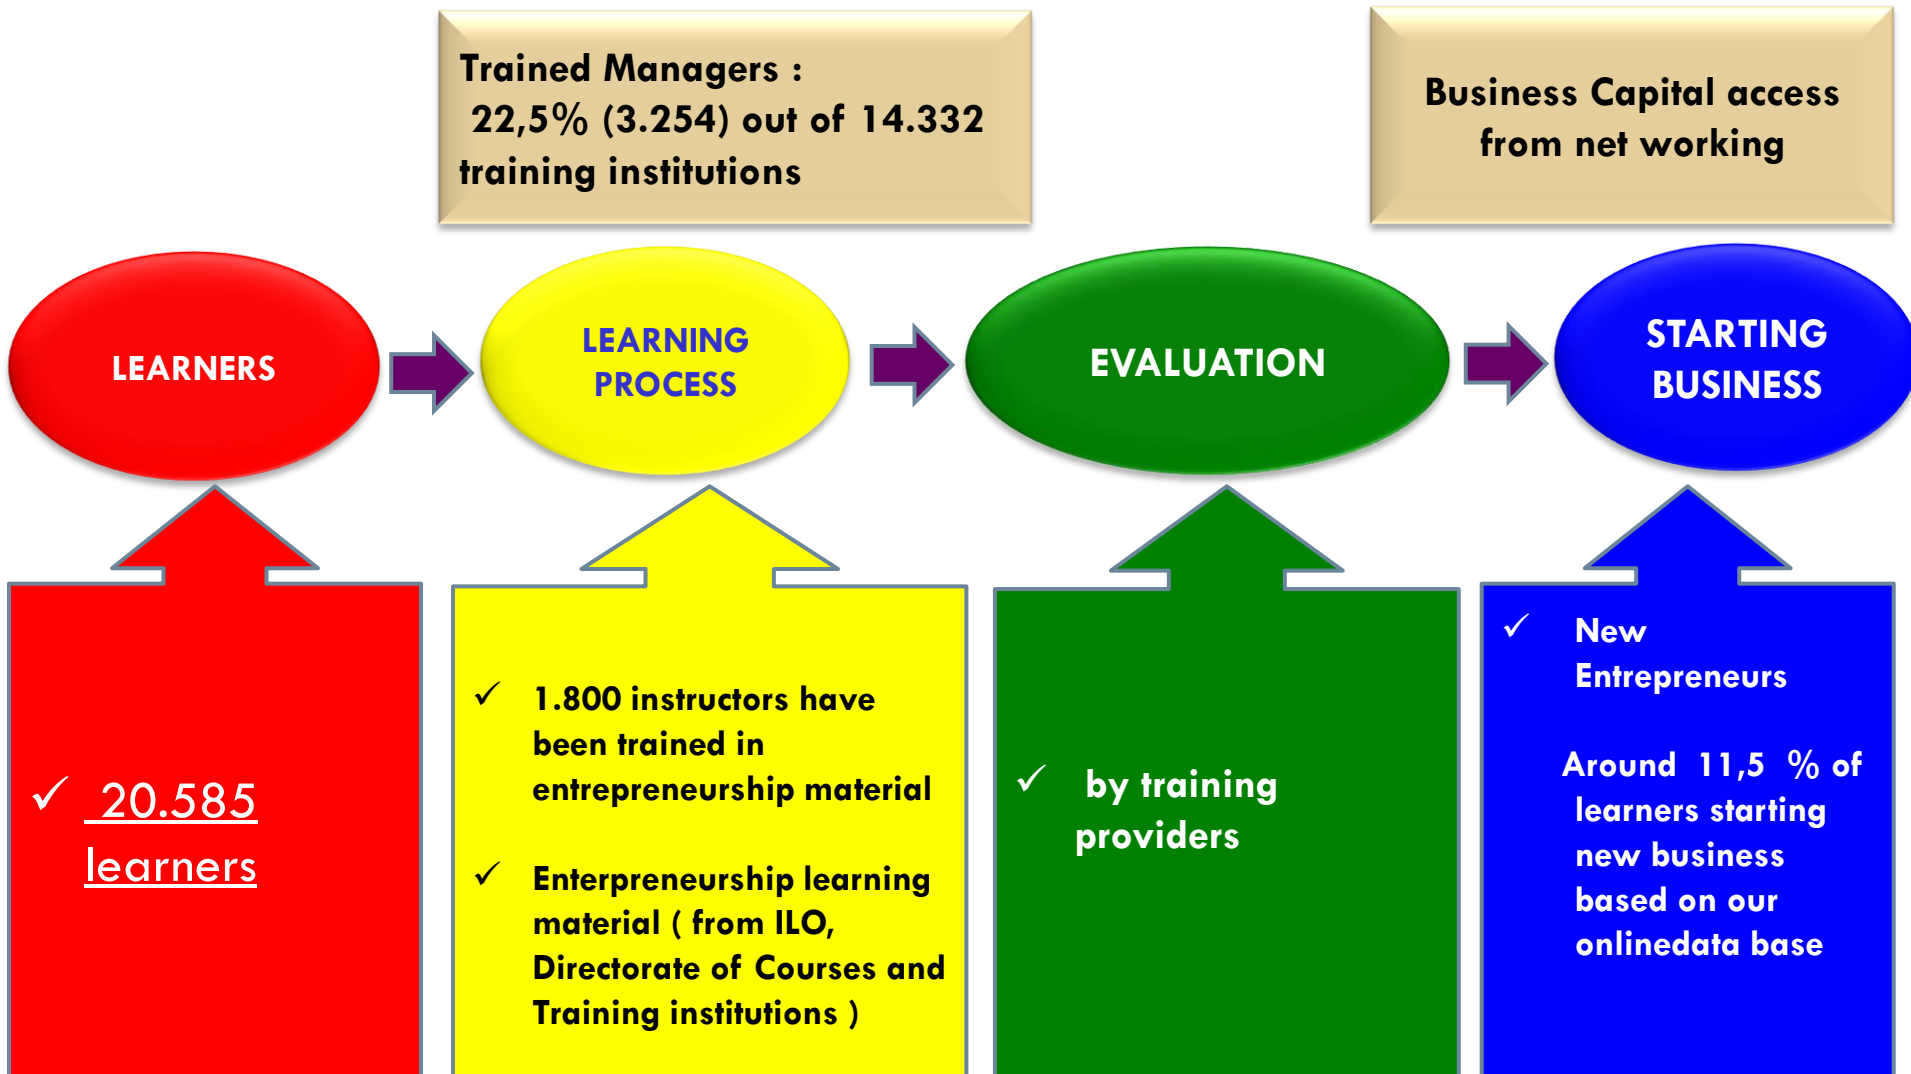 Trained Managers :
22,5% (3.254) out of 14.332
training institutions
Business Capital access
from net working
LEARNERS
LEARNING
PROCESS
EVALUATION
STARTING
BUSINESS
✓ 20.585
learners
✓ 1.800 instructors have
been trained in
entrepreneurship material
✓ Enterpreneurship learning
material ( from ILO,
Directorate of Courses and
Training institutions )
✓ by training
providers
✓ New
Entrepreneurs
Around 11,5 % of
learners starting
new business
based on our
onlinedata base